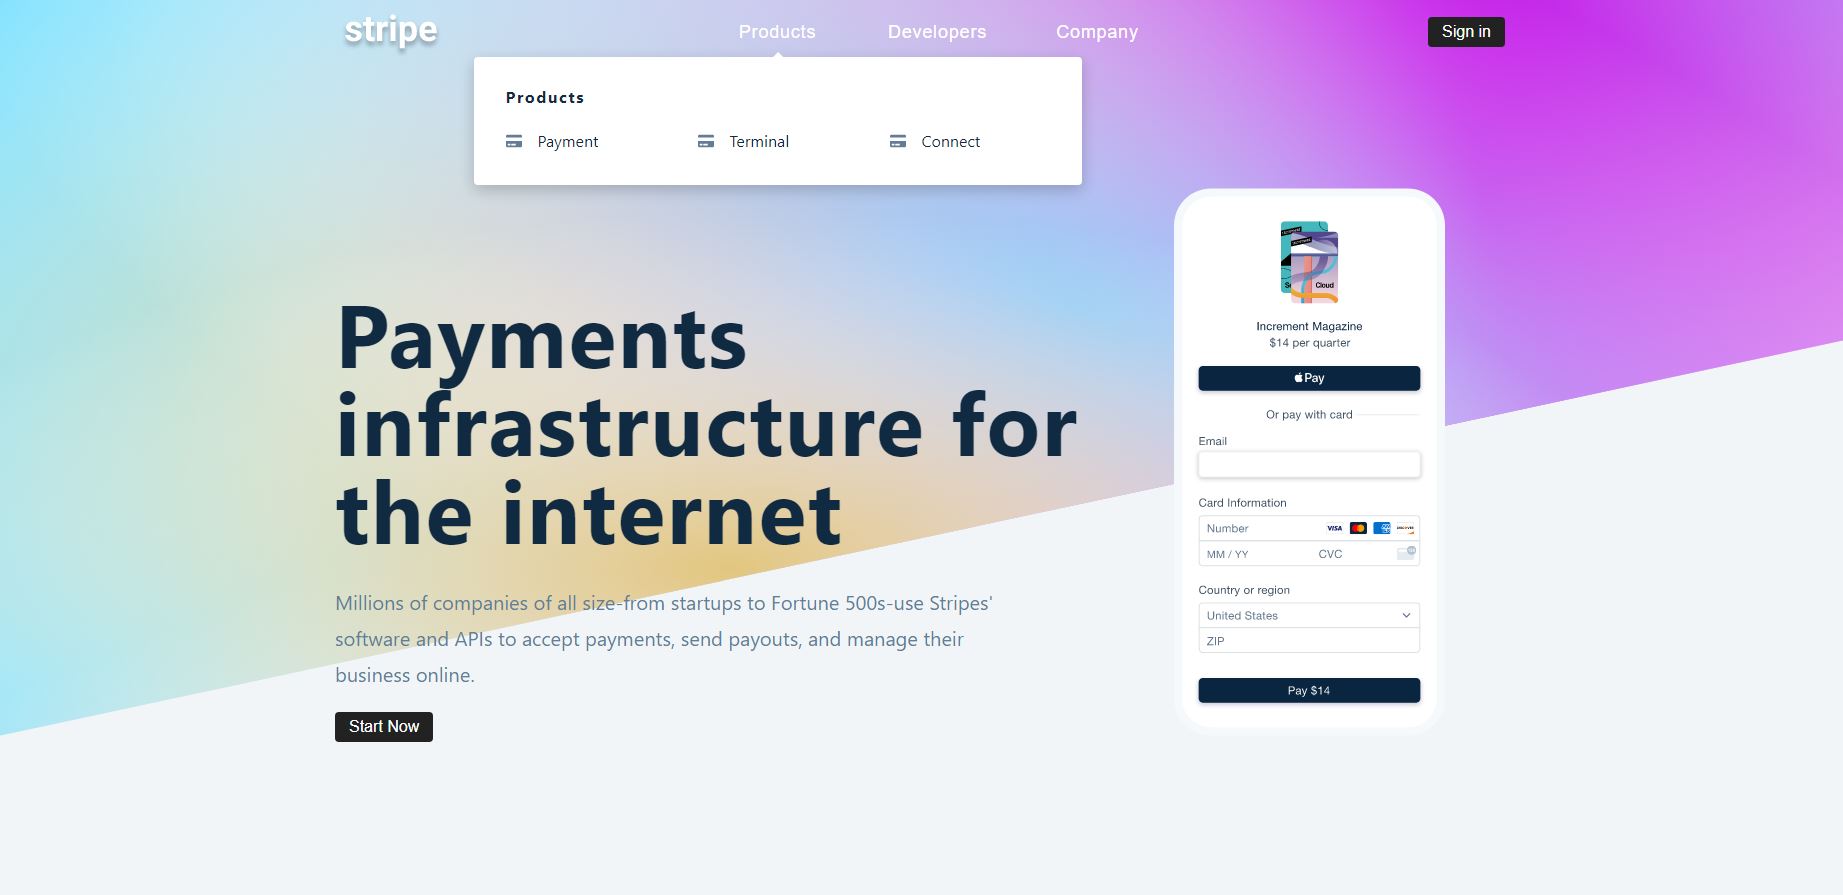 stripe
Products Developers Company
Sign in
Products
Payment Terminal Connect
Payments
infrastructure for
the internet
Millions of companies of all size-from startups to Fortune 500s-use Stripes'
software and APIs to accept payments, send payouts, and manage their
business online.
Start Now
Cloud
Increment Magazine
$14 per quarter
Pay
Or pay with card
Email
Card Information
Number VISA DISCOVER
MM / YY CVC
Country or region
United States
ZIP
Pay $14